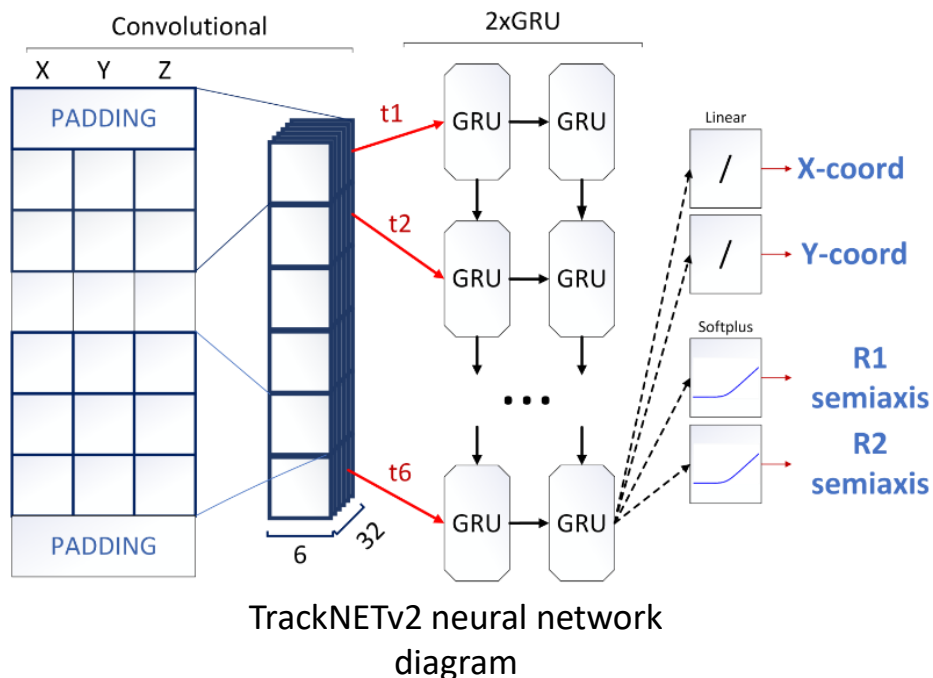 Convolutional
2xGRU
X Y Z
PADDING
t1
GRU
GRU
Linear
/
X-coord
t2
GRU
GRU
/
Y-coord
Softplus
R1
semiaxis
...
R2
semiaxis
t6
GRU
GRU
PADDING
6
32
TrackNETv2 neural network
diagram